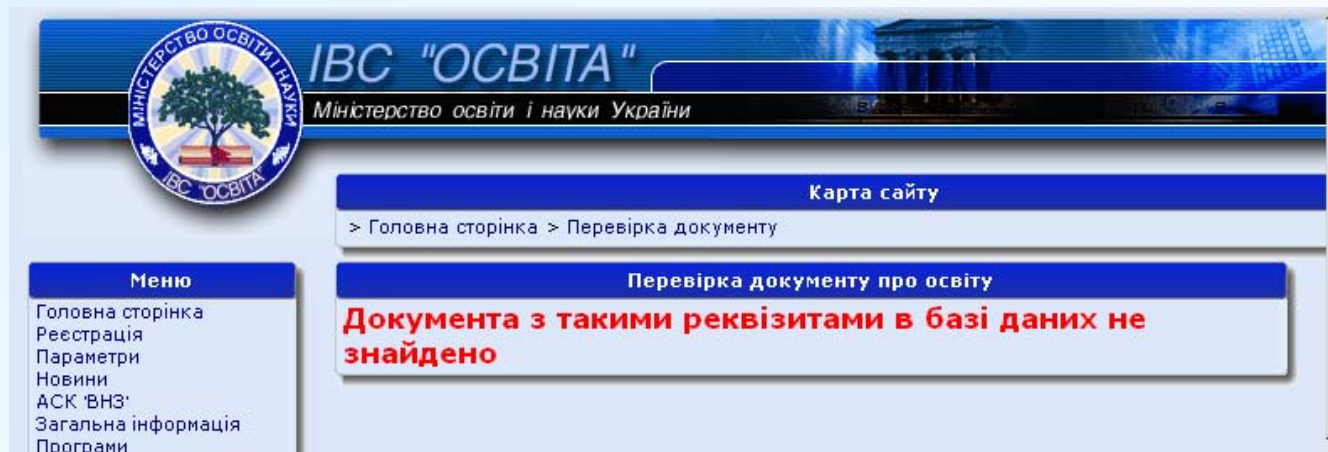 МІНІСТЕРСТВО ОСВІТИ І НАУКИ
ІВС "ОСВІТА"
ІВС "ОСВІТА"
Міністерство освіти і науки України
Карта сайту
> Головна сторінка > Перевірка документу
Меню
Головна сторінка
Реєстрація
Параметри
Новини
АСК 'ВНЗ'
Загальна інформація
Програми
Перевірка документу про освіту
Документа з такими реквізитами в базі даних не
знайдено